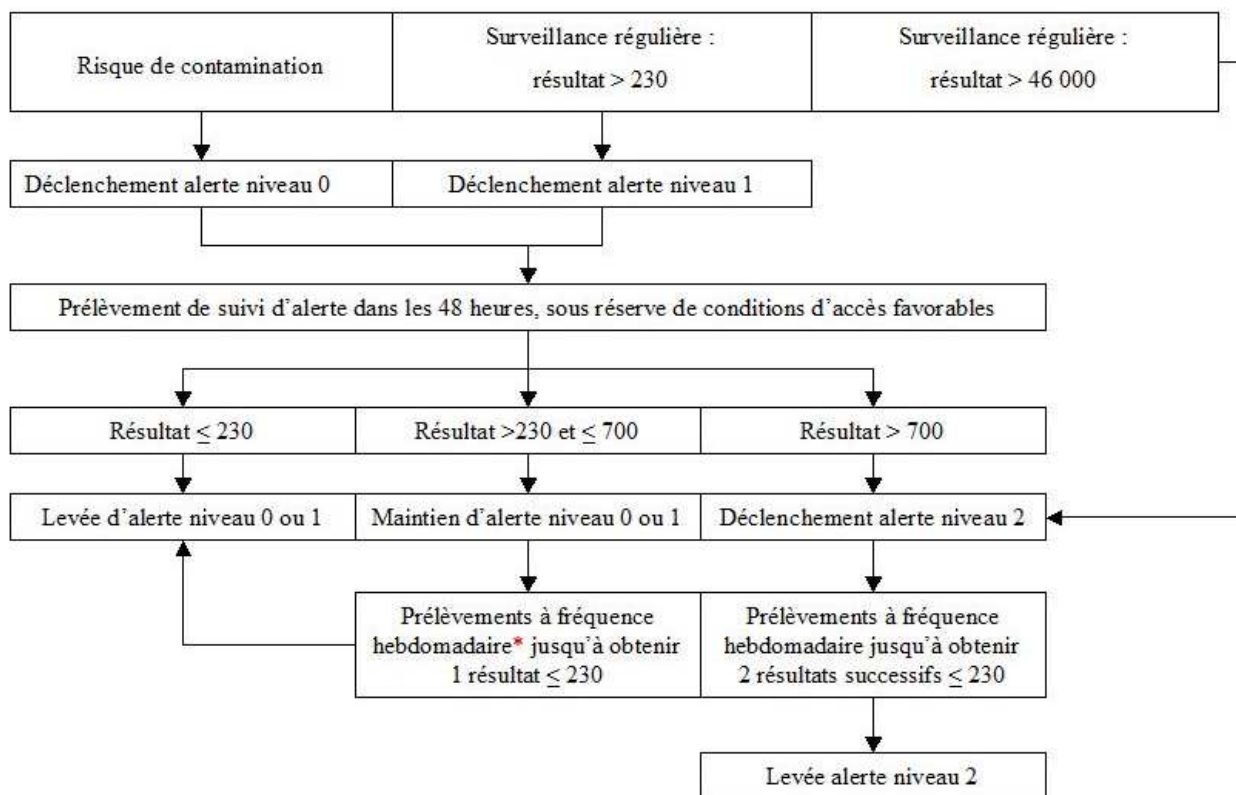 Risque de contamination
Surveillance régulière :
résultat > 230
Surveillance régulière :
résultat > 46 000
Déclenchement alerte niveau 0
Déclenchement alerte niveau 1
Prélèvement de suivi d’alerte dans les 48 heures, sous réserve de conditions d’accès favorables
Résultat ≤ 230
Résultat >230 et ≤ 700
Résultat > 700
Levée d’alerte niveau 0 ou 1
Maintien d’alerte niveau 0 ou 1
Déclenchement alerte niveau 2
Prélèvements à fréquence
hebdomadaire* jusqu’à obtenir
1 résultat ≤ 230
Prélèvements à fréquence
hebdomadaire jusqu’à obtenir
2 résultats successifs ≤ 230
Levée alerte niveau 2